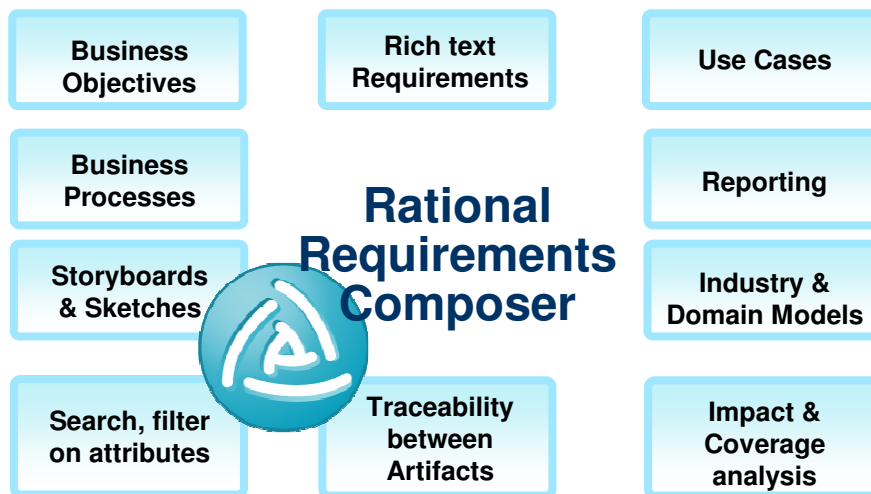 Business
Objectives
Rich text
Requirements
Use Cases
Business
Processes
Rational
Requirements
Composer
Reporting
Storyboards
& Sketches
Industry &
Domain Models
Search, filter
on attributes
Traceability
between
Artifacts
Impact &
Coverage
analysis